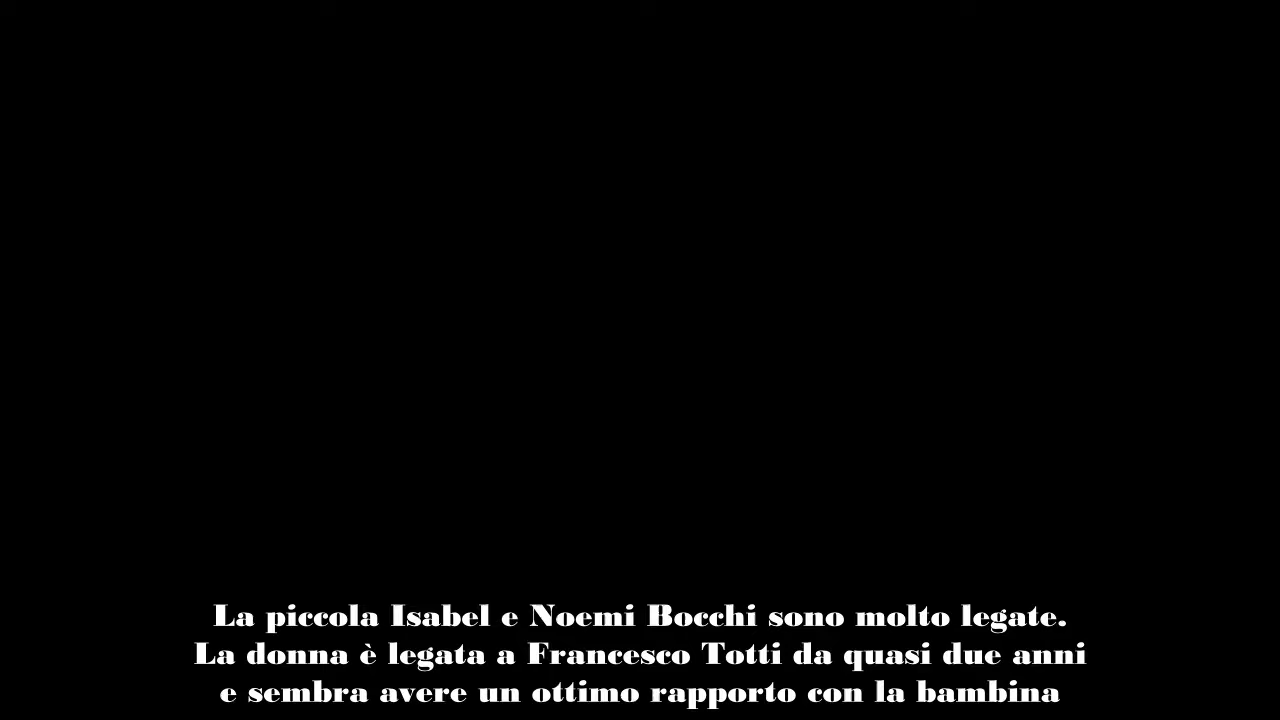 La piccola Isabel e Noemi Bocchi sono molto legate.
La donna è legata a Francesco Totti da quasi due anni
e sembra avere un ottimo rapporto con la bambina